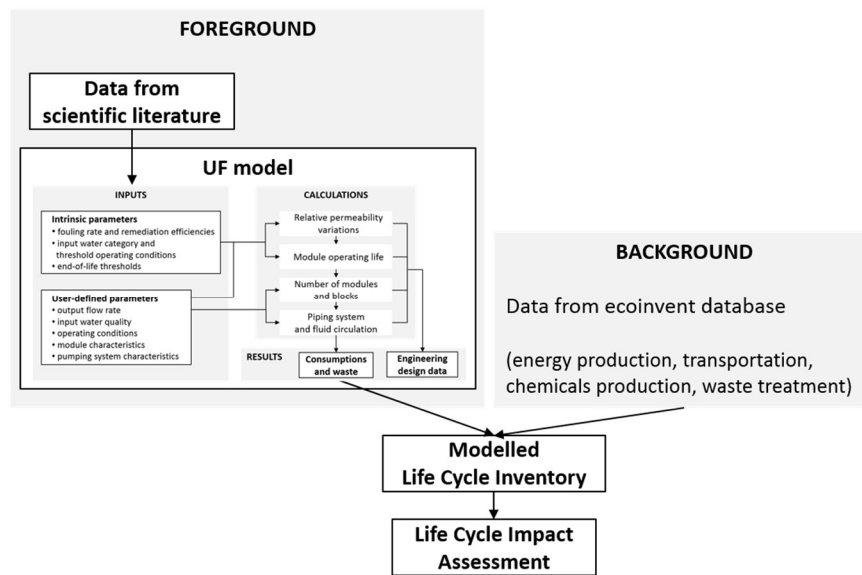 FOREGROUND
Data from
scientific literature
UF model
INPUTS
Intrinsic parameters
• fouling rate and remediation efficiencies
• input water category and
threshold operating conditions
• end-of-life thresholds
User-defined parameters
• output flow rate
• input water quality
• operating conditions
• module characteristics
• pumping system characteristics
CALCULATIONS
Relative permeability
variations
Module operating life
Number of modules
and blocks
Piping system
and fluid circulation
RESULTS
Consumptions
and waste
Engineering
design data
BACKGROUND
Data from ecoinvent database
(energy production, transportation,
chemicals production, waste treatment)
Modelled
Life Cycle Inventory
Life Cycle Impact
Assessment